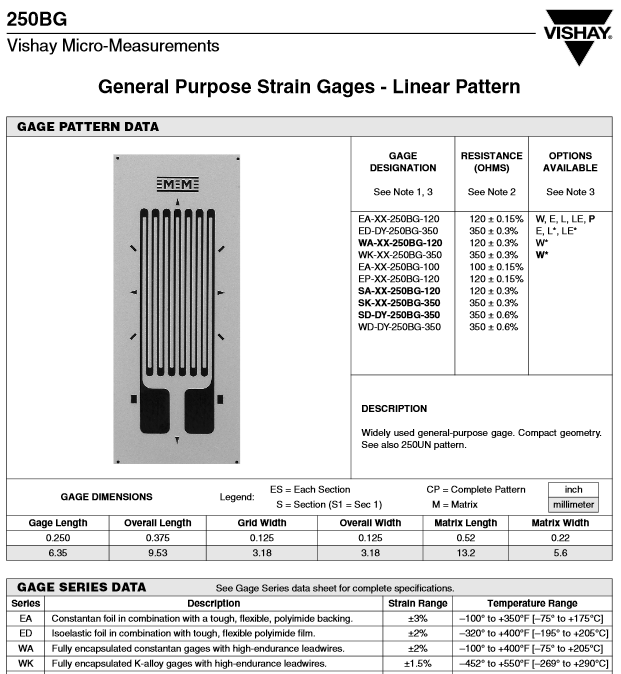 250BG
Vishay Micro-Measurements
VISHAY®
General Purpose Strain Gages - Linear Pattern
GAGE PATTERN DATA
GAGE DESIGNATION RESISTANCE (OHMS) OPTIONS AVAILABLE
See Note 1, 3 See Note 2 See Note 3
EA-XX-250BG-120 120 ± 0.15% W, E, L, LE, P
ED-DY-250BG-350 350 ± 0.3% E, L*, LE*
WA-XX-250BG-120 120 ± 0.3% W*
WK-XX-250BG-350 350 ± 0.3% W*
EA-XX-250BG-100 100 ± 0.15%
EP-XX-250BG-120 120 ± 0.15%
SA-XX-250BG-120 120 ± 0.3%
SK-XX-250BG-350 350 ± 0.3%
SD-DY-250BG-350 350 ± 0.6%
WD-DY-250BG-350 350 ± 0.6%
DESCRIPTION
Widely used general-purpose gage. Compact geometry.
See also 250UN pattern.
GAGE DIMENSIONS Legend: ES = Each Section CP = Complete Pattern inch
S = Section (S1 = Sec 1) M = Matrix millimeter
Gage Length Overall Length Grid Width Overall Width Matrix Length Matrix Width
0.250 0.375 0.125 0.125 0.52 0.22
6.35 9.53 3.18 3.18 13.2 5.6
GAGE SERIES DATA See Gage Series data sheet for complete specifications.
Series Description Strain Range Temperature Range
EA Constantan foil in combination with a tough, flexible, polyimide backing. ±3% –100° to +350°F [–75° to +175°C]
ED Isoelastic foil in combination with tough, flexible polyimide film. ±2% –320° to +400°F [–195° to +205°C]
WA Fully encapsulated constantan gages with high-endurance leadwires. ±2% –100° to +400°F [–75° to +205°C]
WK Fully encapsulated K-alloy gages with high-endurance leadwires. ±1.5% –452° to +550°F [–269° to +290°C]